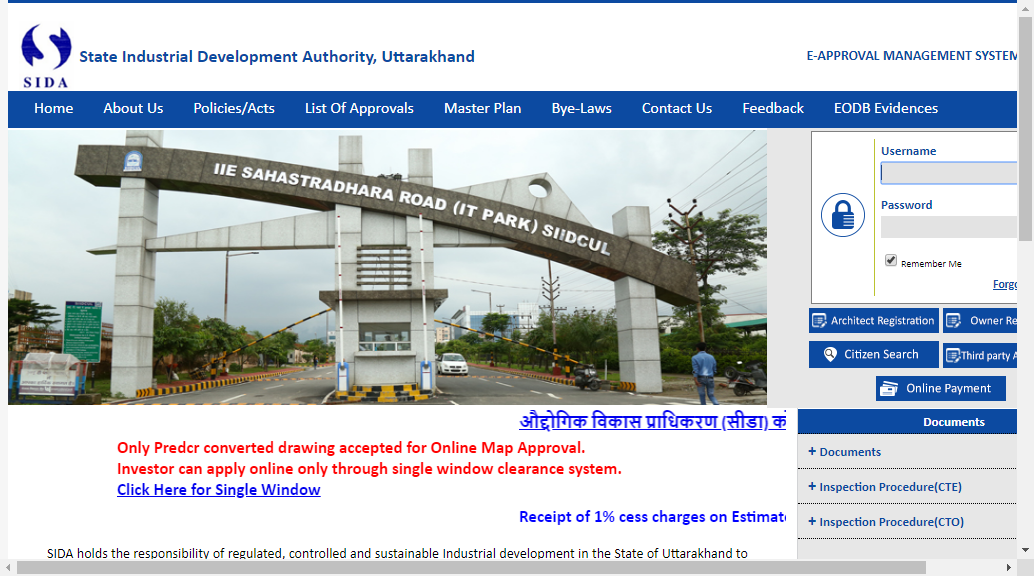 SIDA
State Industrial Development Authority, Uttarakhand
E-APPROVAL MANAGEMENT SYSTEM
Home About Us Policies/Acts List Of Approvals Master Plan Bye-Laws Contact Us Feedback EODB Evidences
IIE SAHASTRADHARA ROAD (IT PARK) SIIDCUL
Username
Password
Remember Me
Forgo
Architect Registration
Owner Re
Citizen Search
Third party A
Online Payment
औद्योगिक विकास प्राधिकरण (सीडा) के
Only Predcr converted drawing accepted for Online Map Approval.
Investor can apply online only through single window clearance system.
Click Here for Single Window
Receipt of 1% cess charges on Estimate
SIDA holds the responsibility of regulated, controlled and sustainable Industrial development in the State of Uttarakhand to
Documents
+ Documents
+ Inspection Procedure(CTE)
+ Inspection Procedure(CTO)